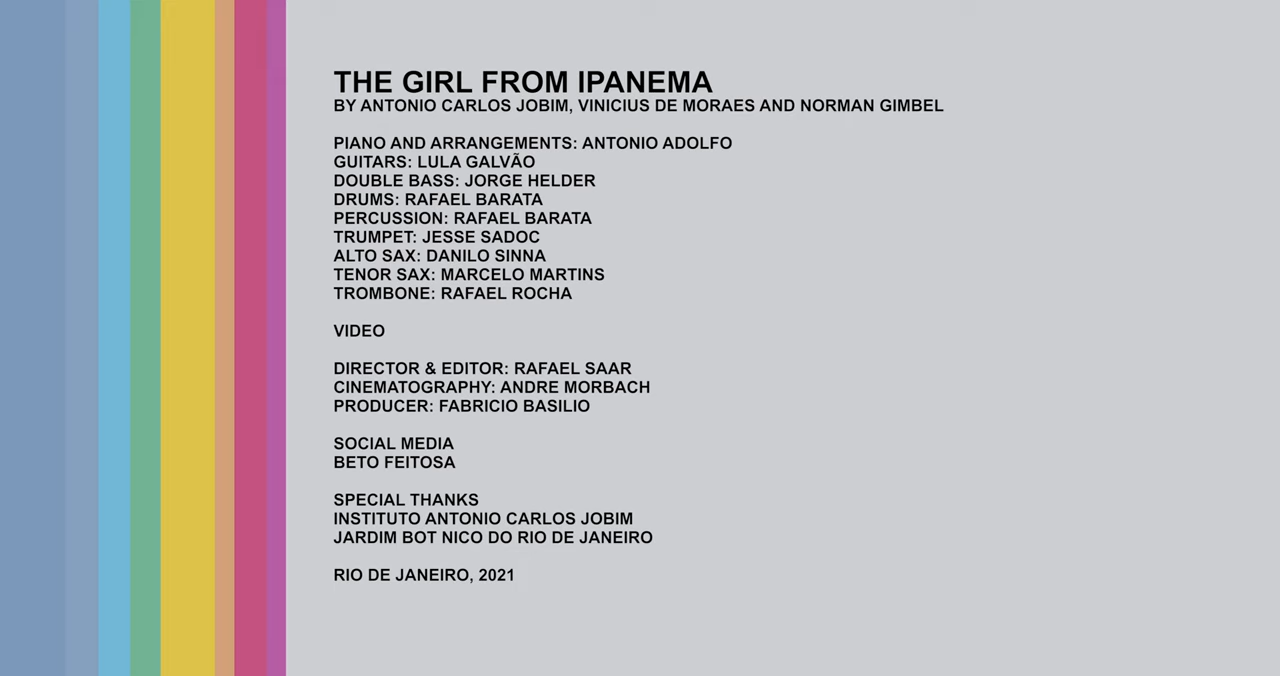 THE GIRL FROM IPANEMA
BY ANTONIO CARLOS JOBIM, VINICIUS DE MORAES AND NORMAN GIMBEL
PIANO AND ARRANGEMENTS: ANTONIO ADOLFO
GUITARS: LULA GALVÃO
DOUBLE BASS: JORGE HELDER
DRUMS: RAFAEL BARATA
PERCUSSION: RAFAEL BARATA
TRUMPET: JESSE SADOC
ALTO SAX: DANILO SINNA
TENOR SAX: MARCELO MARTINS
TROMBONE: RAFAEL ROCHA
VIDEO
DIRECTOR & EDITOR: RAFAEL SAAR
CINEMATOGRAPHY: ANDRE MORBACH
PRODUCER: FABRICIO BASILIO
SOCIAL MEDIA
BETO FEITOSA
SPECIAL THANKS
INSTITUTO ANTONIO CARLOS JOBIM
JARDIM BOT NICO DO RIO DE JANEIRO
RIO DE JANEIRO, 2021